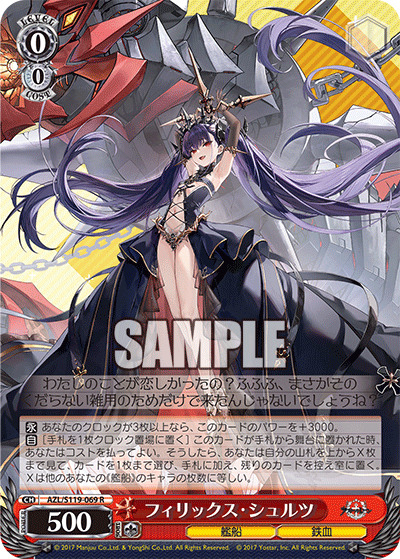 LEVEL
0
0
COST
SAMPLE
わたしのことが恋しかったの？ふふふ、まさかそのくだらない雑用のためだけで来たんじゃないでしょうね？
永 あなたのクロックが3枚以上なら、このカードのパワーを＋3000。
自 ［手札を1枚クロック置場に置く］ このカードが手札から舞台に置かれた時、
あなたはコストを払ってよい。そうしたら、あなたは自分の山札を上からX枚
まで見て、カードを1枚まで選び、手札に加え、残りのカードを控え室に置く。
Xはあなたの他の《艦船》のキャラの枚数に等しい。
CH AZL/S119-069 R
500
フィリックス・シュルツ
艦船
鉄血
© 2017 Manjuu Co.,Ltd. & YongShi Co.,Ltd. All Rights Reserved. © 2017 Yostar, Inc. All Rights Reserved.